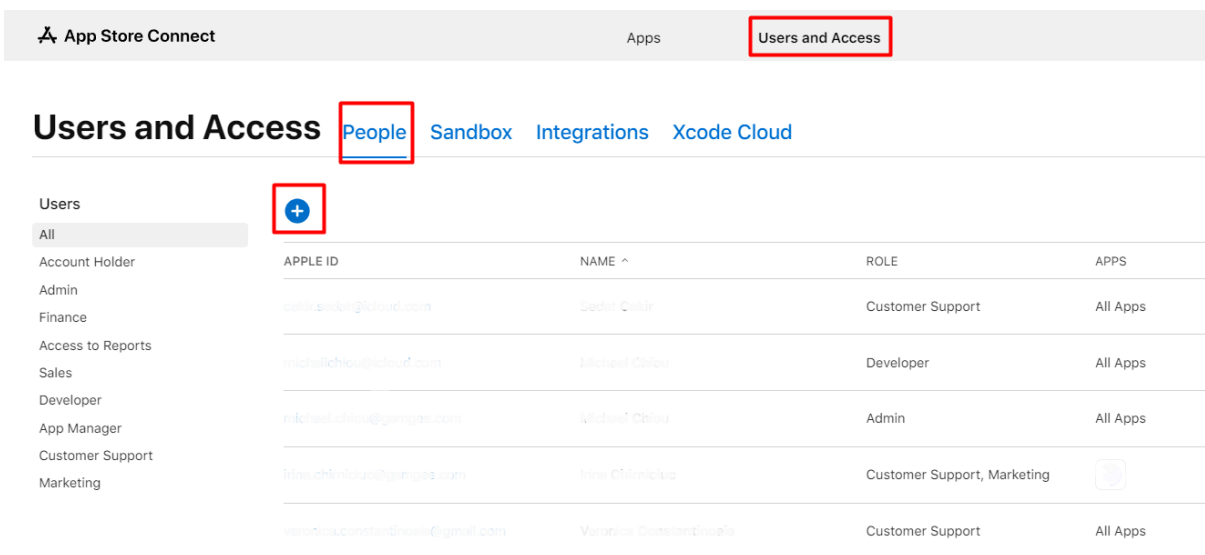 App Store Connect Apps Users and Access
Users and Access People Sandbox Integrations Xcode Cloud
Users
All
Account Holder
Admin
Finance
Access to Reports
Sales
Developer
App Manager
Customer Support
Marketing
APPLE ID NAME ROLE APPS
Customer Support All Apps
Developer All Apps
Admin All Apps
Customer Support, Marketing
Customer Support All Apps